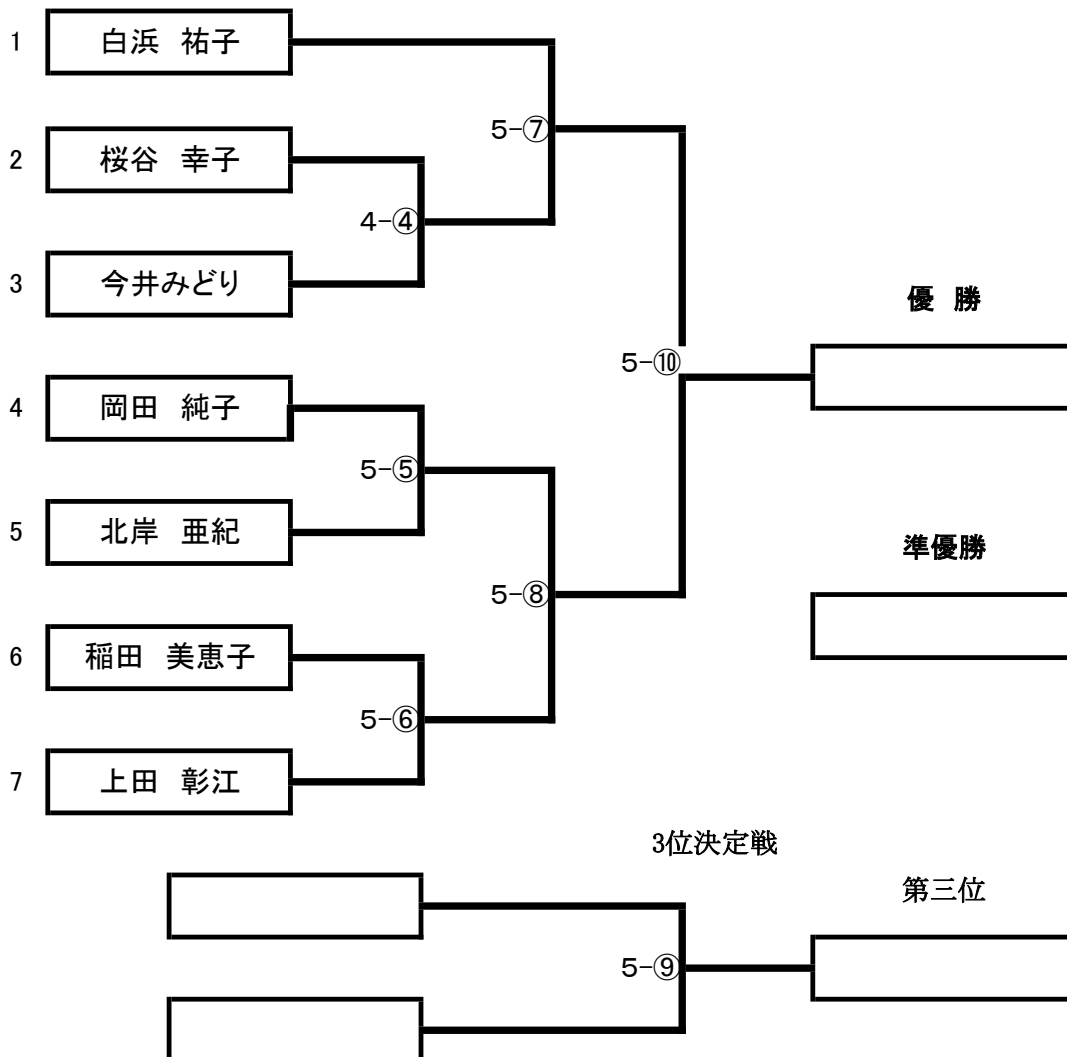 1 白浜 祐子
5-⑦
2 桜谷 幸子
4-④
3 今井みどり
優 勝
5-⑩
4 岡田 純子
5-⑤
5 北岸 亜紀
準優勝
5-⑧
6 稲田 美恵子
5-⑥
7 上田 彰江
3位決定戦
第三位
5-⑨